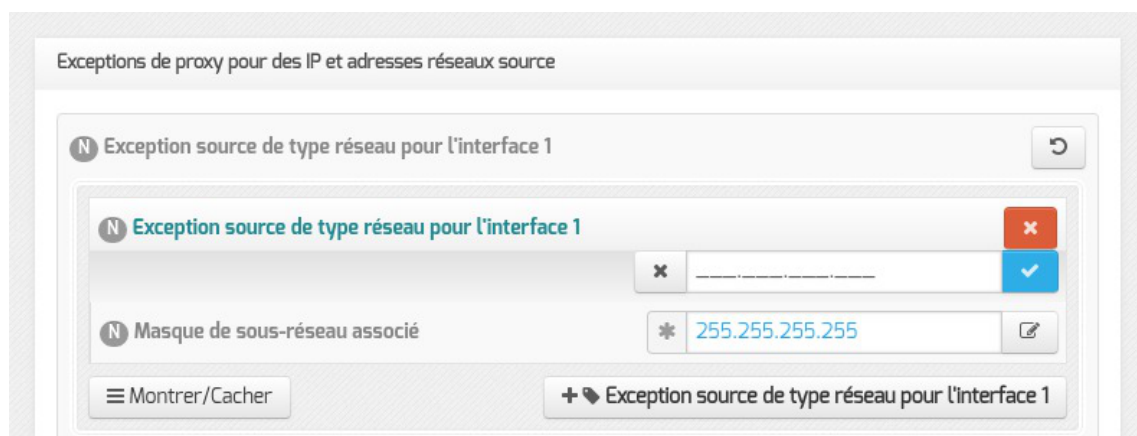 Exceptions de proxy pour des IP et adresses réseaux source
N Exception source de type réseau pour l'interface 1
N Exception source de type réseau pour l'interface 1
___.___.___.___
N Masque de sous-réseau associé 255.255.255.255
Montrer/Cacher Exception source de type réseau pour l'interface 1